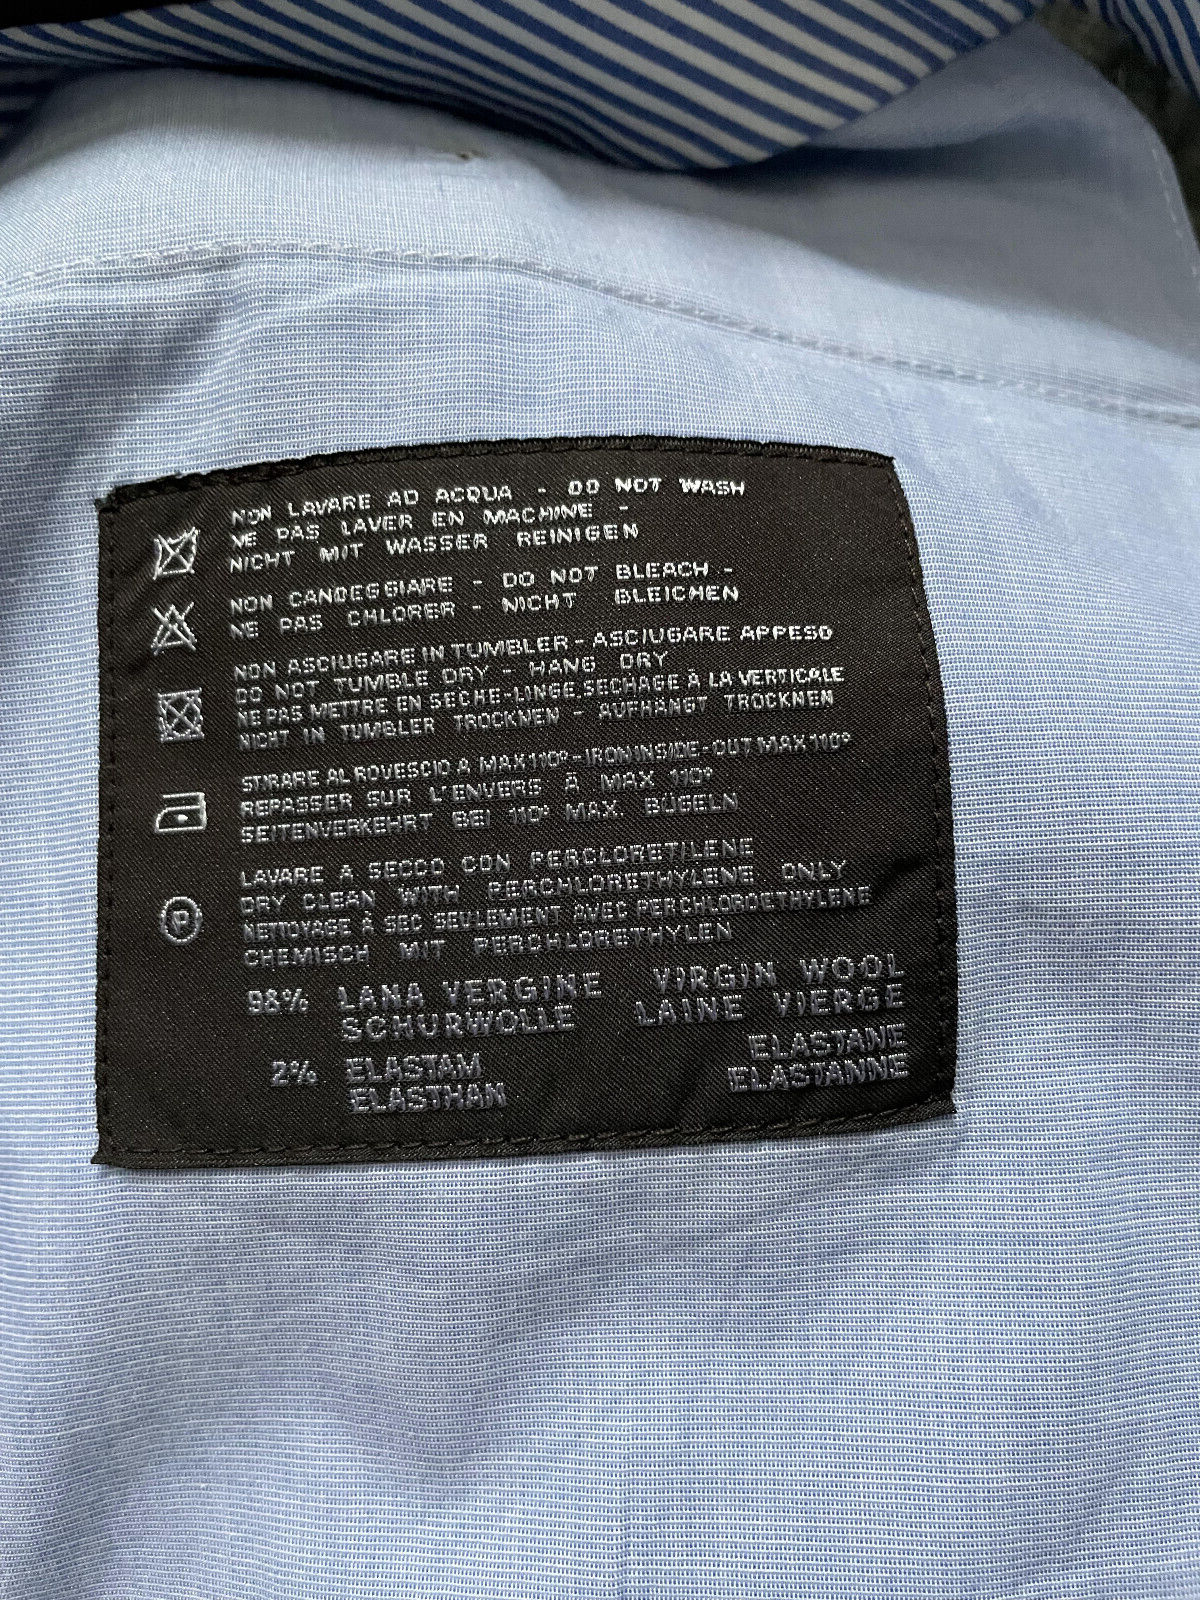 NON LAVARE AD ACQUA - DO NOT WASH
NE PAS LAVER EN MACHINE -
NICHT MIT WASSER REINIGEN
NON CANDEGGIARE - DO NOT BLEACH -
NE PAS CHLORER - NICHT BLEICHEN
NON ASCIUGARE IN TUMBLER - ASCIUGARE APPESO
DO NOT TUMBLE DRY - HANG DRY
NE PAS METTRE EN SECHE-LINGE SECHAGE À LA VERTICALE
NICHT IN TUMBLER TROCKNEN - AUFHÄNGT TROCKNEN
STIRARE AL ROVESCIO A MAX 110° - IRON INSIDE-OUT MAX 110°
REPASSER SUR L'ENVERS À MAX 110°
SEITENVERKEHRT BEI 110° MAX. BÜGELN
LAVARE A SECCO CON PERCLORETILENE
DRY CLEAN WITH PERCHLORETHYLENE ONLY
P NETTOYAGE À SEC SEULEMENT AVEC PERCHLOROETHYLENE
CHEMISCH MIT PERCHLORETHYLEN
98% LANA VERGINE VIRGIN WOOL
SCHURWOLLE LAINE VIERGE
2% ELASTAM ELASTANE
ELASTHAN ELASTANNE